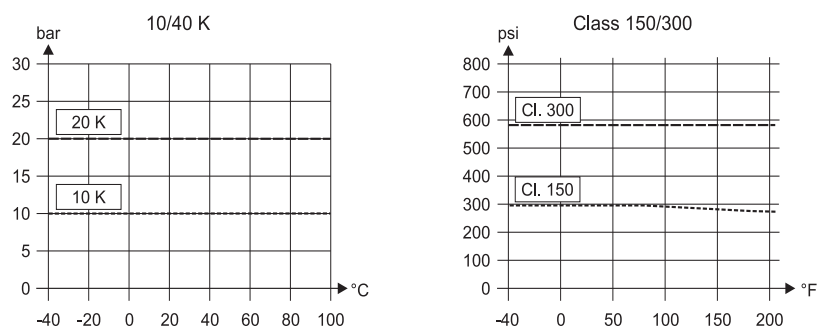 10/40 K
bar
30
25
20
15
10
5
0
20 K
10 K
-40 -20 0 20 40 60 80 100
°C
Class 150/300
psi
800
700
600
500
400
300
200
100
0
Cl. 300
Cl. 150
-40 0 50 100 150 200
°F